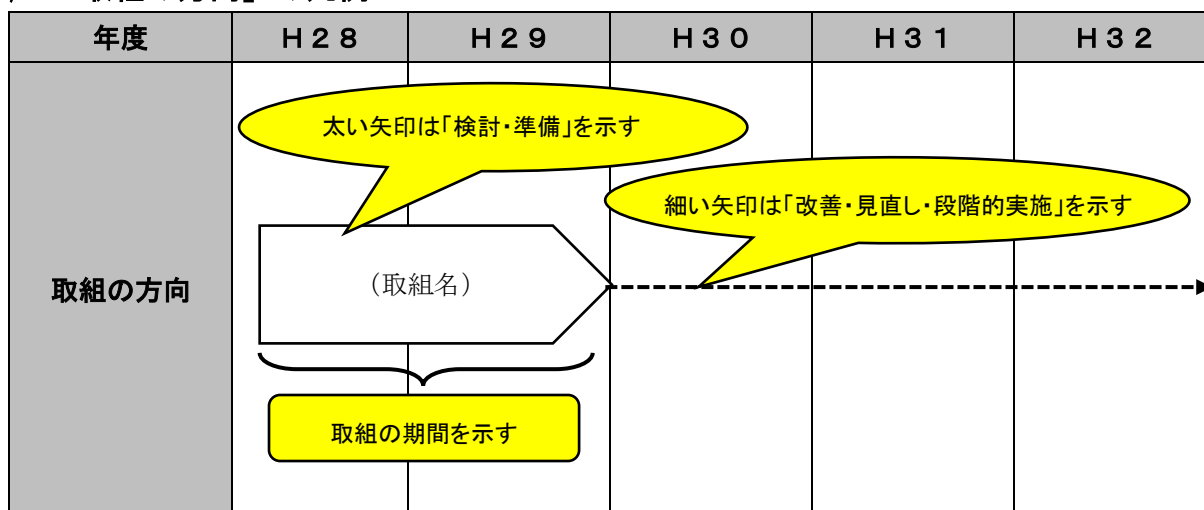 年度 H28 H29 H30 H31 H32
太い矢印は「検討・準備」を示す
細い矢印は「改善・見直し・段階的実施」を示す
取組の方向
（取組名）
取組の期間を示す